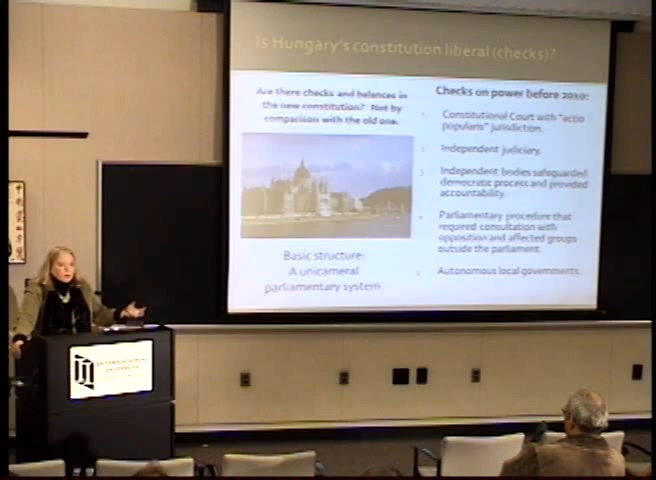 Is Hungary's constitution liberal (checks)?
Are there checks and balances in
the new constitution? Not by
comparison with the old one.
Basic structure:
A unicameral
parliamentary system
Checks on power before 2010:
Constitutional Court with "actio
popularis" jurisdiction.
Independent judiciary.
Independent bodies safeguarded
democratic process and provided
accountability.
Parliamentary procedure that
required consultation with
opposition and affected groups
outside the parliament.
Autonomous local governments.